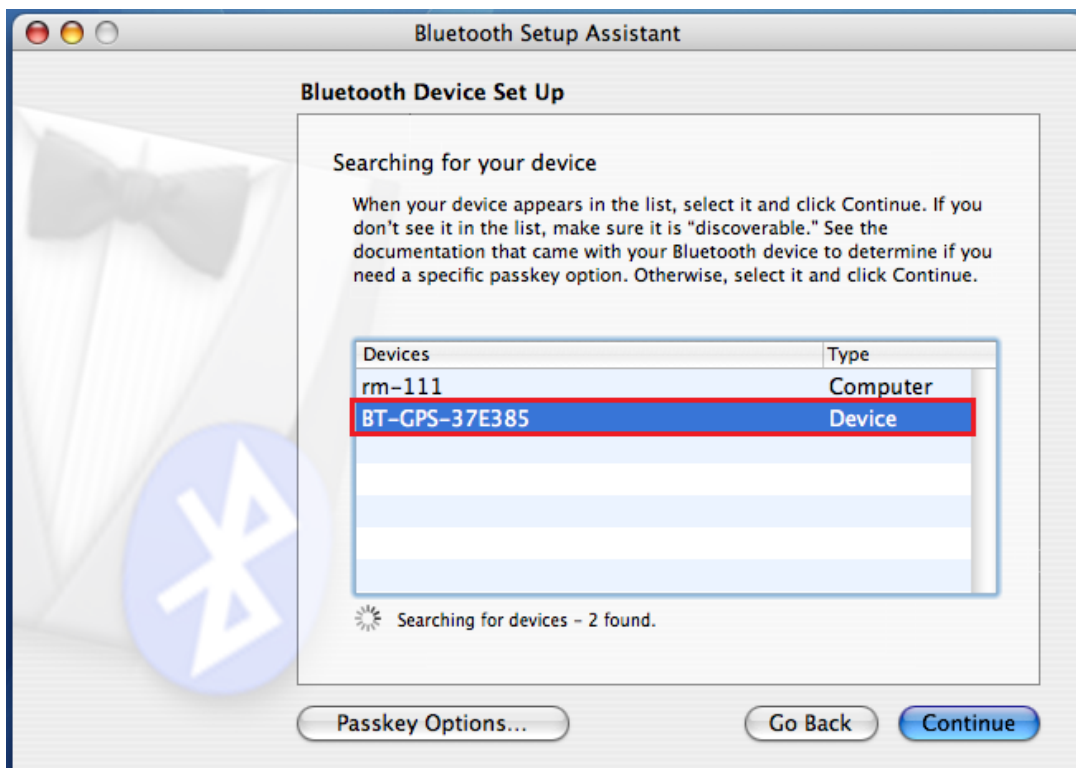 Bluetooth Setup Assistant
Bluetooth Device Set Up
Searching for your device
When your device appears in the list, select it and click Continue. If you
don't see it in the list, make sure it is “discoverable.” See the
documentation that came with your Bluetooth device to determine if you
need a specific passkey option. Otherwise, select it and click Continue.
Devices Type
rm-111 Computer
BT-GPS-37E385 Device
Searching for devices – 2 found.
Passkey Options... Go Back Continue